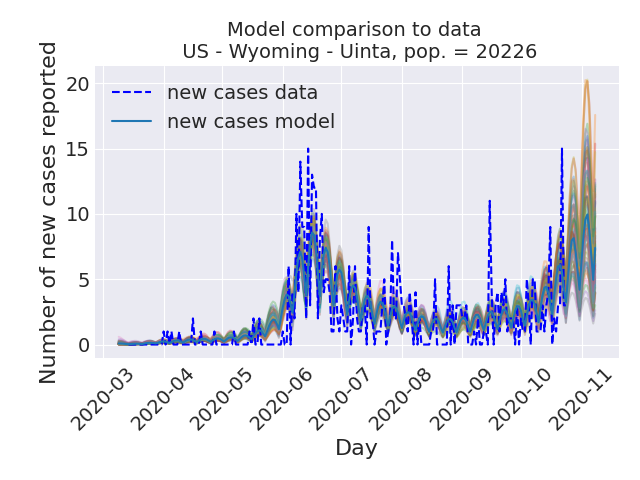 Model comparison to data
US - Wyoming - Uinta, pop. = 20226
Number of new cases reported
20
15
10
5
0
new cases data
new cases model
2020-03
2020-04
2020-05
2020-06
2020-07
2020-08
2020-09
2020-10
2020-11
Day